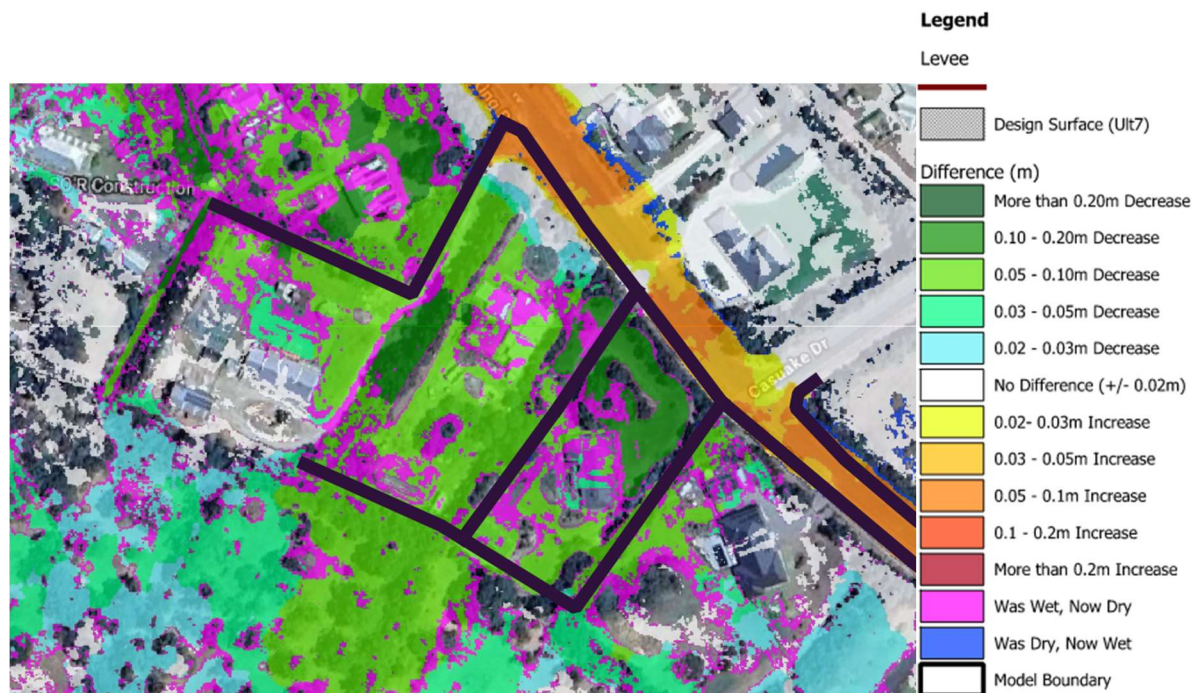 Legend
Levee
Design Surface (Ult7)
Difference (m)
More than 0.20m Decrease
0.10 - 0.20m Decrease
0.05 - 0.10m Decrease
0.03 - 0.05m Decrease
0.02 - 0.03m Decrease
No Difference (+/- 0.02m)
0.02- 0.03m Increase
0.03 - 0.05m Increase
0.05 - 0.1m Increase
0.1 - 0.2m Increase
More than 0.2m Increase
Was Wet, Now Dry
Was Dry, Now Wet
Model Boundary
Construction
Casuake Dr